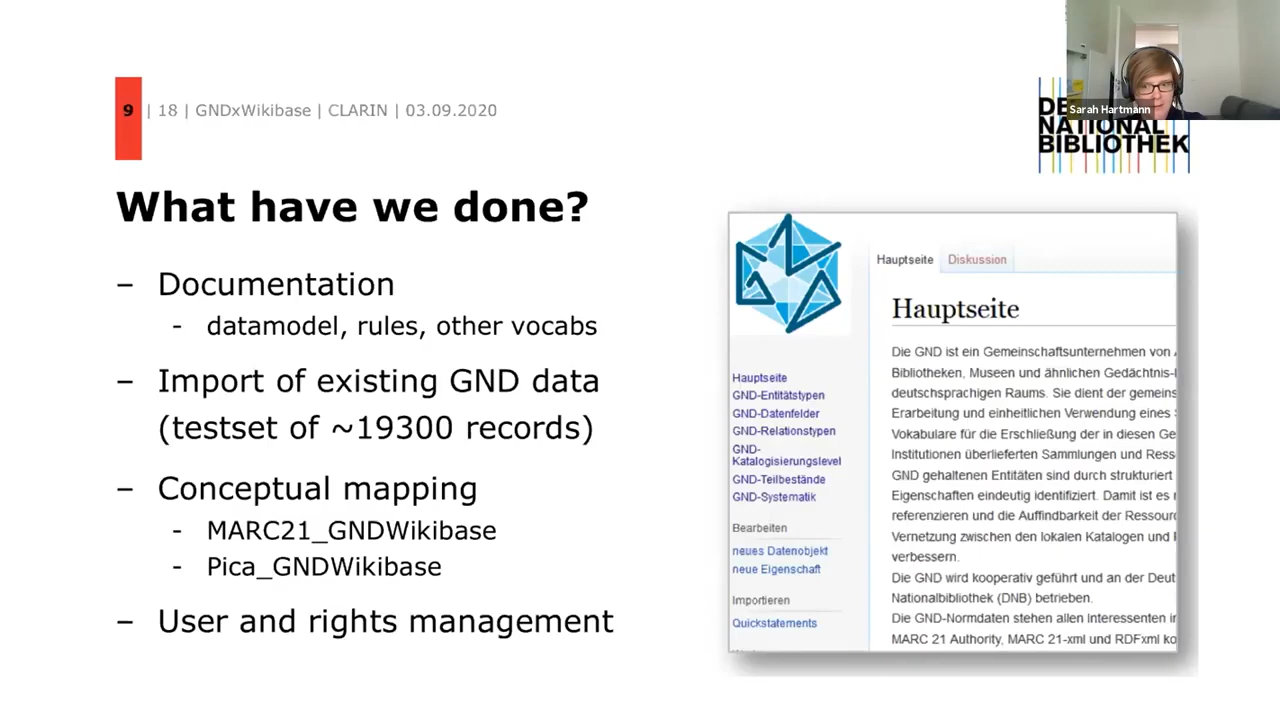 9 | 18 | GNDxWikibase | CLARIN | 03.09.2020
Sarah Hartmann
DE
NATIONAL
BIBLIOTHEK
What have we done?
– Documentation
- datamodel, rules, other vocabs
– Import of existing GND data
(testset of ~19300 records)
– Conceptual mapping
- MARC21_GNDWikibase
- Pica_GNDWikibase
– User and rights management
Hauptseite Diskussion
Hauptseite
Die GND ist ein Gemeinschaftsunternehmen von
Bibliotheken, Museen und ähnlichen Gedächtnis-
deutschsprachigen Raums. Sie dient der gemeins
Erarbeitung und einheitlichen Verwendung eines
Vokabulare für die Erschließung der in diesen Ge
Institutionen überlieferten Sammlungen und Ress
GND gehaltenen Entitäten sind durch strukturiert
Eigenschaften eindeutig identifiziert. Damit ist es
referenzieren und die Auffindbarkeit der Ressour
Vernetzung zwischen den lokalen Katalogen und
verbessern.
Die GND wird kooperativ geführt und an der Deut
Nationalbibliothek (DNB) betrieben.
Die GND-Normdaten stehen allen Interessenten i
MARC 21 Authority, MARC 21-xml und RDFxml ko
Hauptseite
GND-Entitätstypen
GND-Datenfelder
GND-Relationstypen
GND-
Katalogisierungslevel
GND-Teilbestände
GND-Systematik
Bearbeiten
neues Datenobjekt
neue Eigenschaft
Importieren
Quickstatements